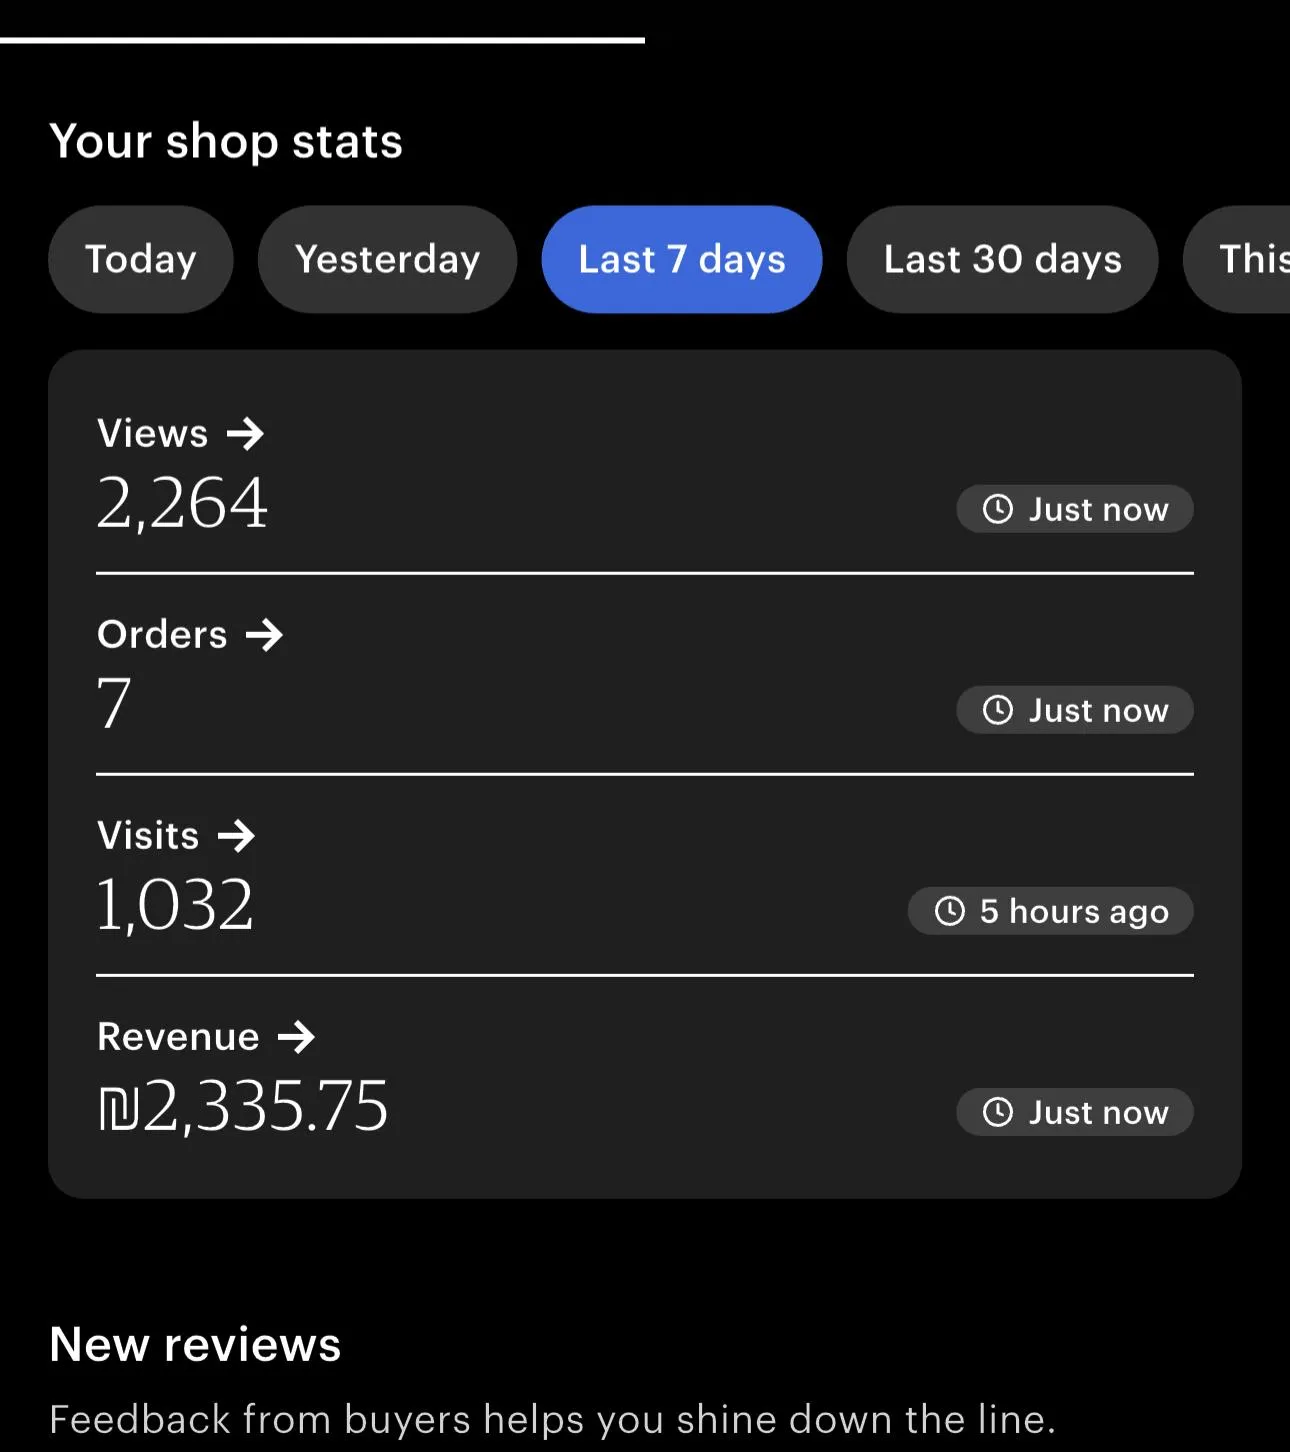 Your shop stats
Today Yesterday Last 7 days Last 30 days This
Views →
2,264
Just now
Orders →
7
Just now
Visits →
1,032
5 hours ago
Revenue →
₪2,335.75
Just now
New reviews
Feedback from buyers helps you shine down the line.